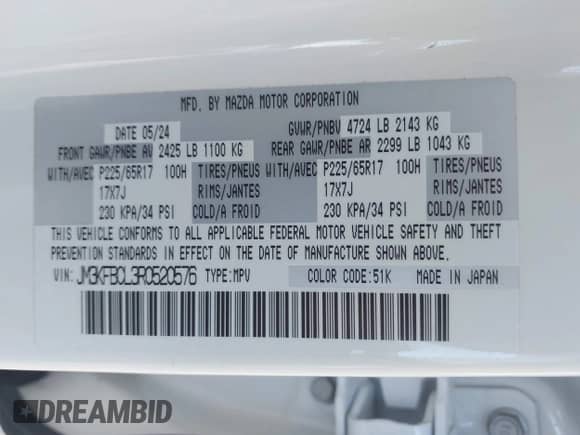 MFD. BY MAZDA MOTOR CORPORATION
DATE 05/24 GVWR/PNBV 4724 LB 2143 KG
FRONT GAWR/PNBE AV 2425 LB 1100 KG REAR GAWR/PNBE AR 2299 LB 1043 KG
WITH/AVEC P225/65R17 100H TIRES/PNEUS WITH/AVEC P225/65R17 100H TIRES/PNEUS
17X7J RIMS/JANTES 17X7J RIMS/JANTES
230 KPA/34 PSI COLD/A FROID 230 KPA/34 PSI COLD/A FROID
THIS VEHICLE CONFORMS TO ALL APPLICABLE FEDERAL MOTOR VEHICLE SAFETY AND THEFT
PREVENTION STANDARDS IN EFFECT ON THE DATE OF MANUFACTURE SHOWN ABOVE.
VIN: JM3KFBCL3R0520576 TYPE:MPV COLOR CODE:51K MADE IN JAPAN
DREAMBID